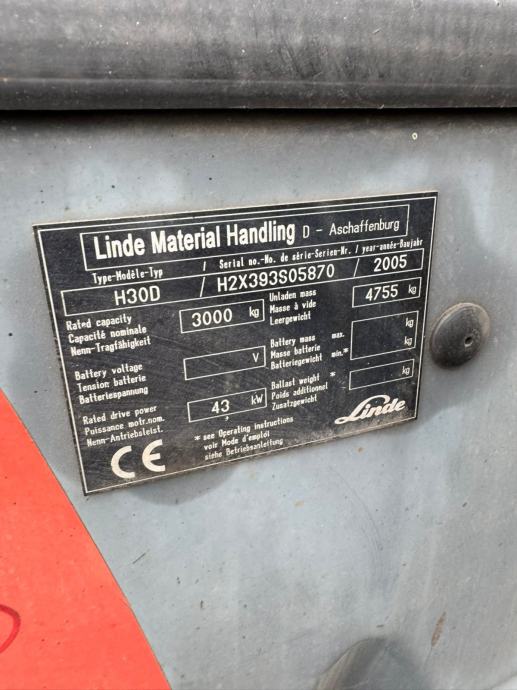 Linde Material Handling D - Aschaffenburg
Type-Modèle-Typ / Serial no.-No. de série-Serien-Nr. / year-année-Baujahr
H30D / H2X393S05870 / 2005
Rated capacity
Capacité nominale
Nenn-Tragfähigkeit
3000 kg
Unladen mass
Masse à vide
Leergewicht
4755 kg
Battery voltage
Tension batterie
Batteriespannung
V
Battery mass max.
Masse batterie
Batteriegewicht min.*
kg
kg
Rated drive power
Puissance motr.nom.
Nenn-Antriebsleist.
43 kW
Ballast weight *
Poids additionnel
Zusatzgewicht
kg
CE
* see Operating instructions
voir Mode d'emploi
siehe Betriebsanleitung
Linde